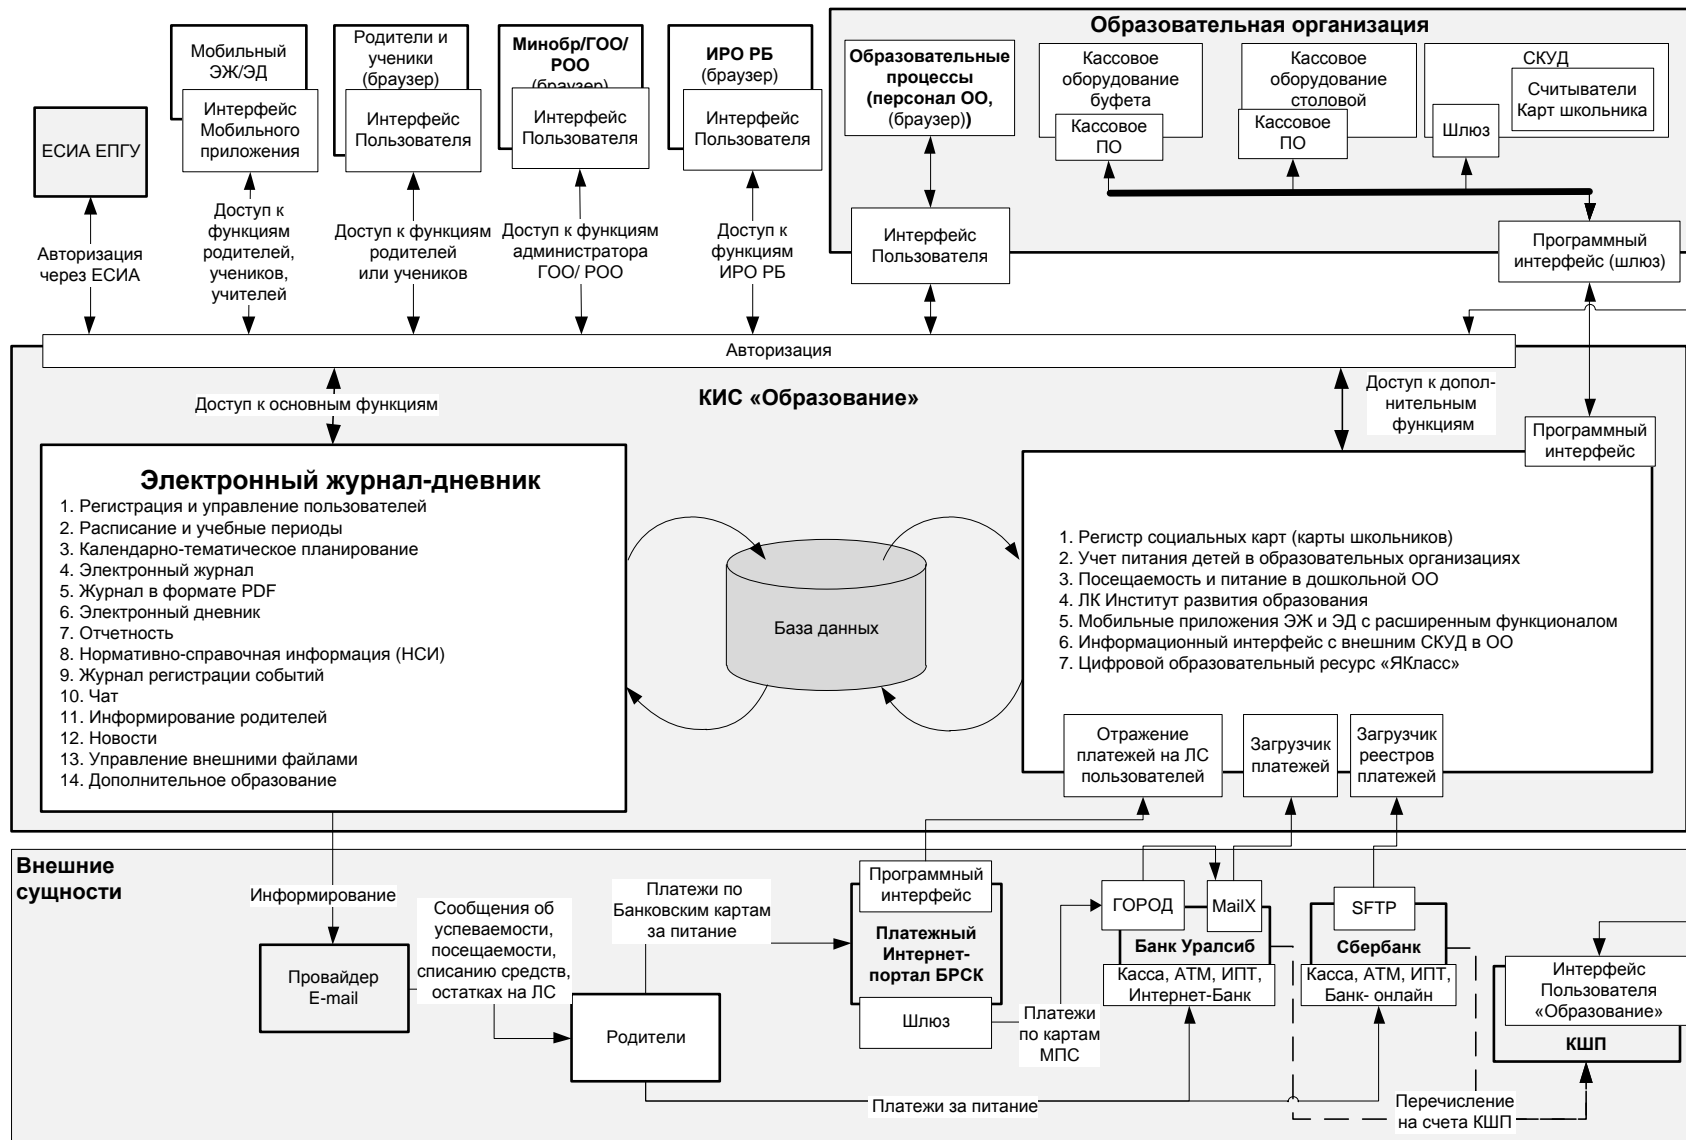 Образовательная организация
Мобильный
ЭЖ/ЭД
Интерфейс
Мобильного
приложения
Родители и
ученики
(браузер)
Интерфейс
Пользователя
Минобр/ГОО/
РОО
(браузер)
Интерфейс
Пользователя
ИРО РБ
(браузер)
Интерфейс
Пользователя
Образовательные
процессы
(персонал ОО,
(браузер))
Кассовое
оборудование
буфета
Кассовое
ПО
Кассовое
оборудование
столовой
Кассовое
ПО
СКУД
Считыватели
Карт школьника
Шлюз
ЕСИА ЕПГУ
Авторизация
через ЕСИА
Доступ к
функциям
родителей,
учеников,
учителей
Доступ к функциям
родителей
или учеников
Доступ к функциям
администратора
ГОО/ РОО
Доступ к
функциям
ИРО РБ
Интерфейс
Пользователя
Программный
интерфейс (шлюз)
Авторизация
Доступ к основным функциям
КИС «Образование»
Доступ к допол-
нительным
функциям
Программный
интерфейс
Электронный журнал-дневник
1. Регистрация и управление пользователей
2. Расписание и учебные периоды
3. Календарно-тематическое планирование
4. Электронный журнал
5. Журнал в формате PDF
6. Электронный дневник
7. Отчетность
8. Нормативно-справочная информация (НСИ)
9. Журнал регистрации событий
10. Чат
11. Информирование родителей
12. Новости
13. Управление внешними файлами
14. Дополнительное образование
База данных
1. Регистр социальных карт (карты школьников)
2. Учет питания детей в образовательных организациях
3. Посещаемость и питание в дошкольной ОО
4. ЛК Институт развития образования
5. Мобильные приложения ЭЖ и ЭД с расширенным функционалом
6. Информационный интерфейс с внешним СКУД в ОО
7. Цифровой образовательный ресурс «ЯКласс»
Отражение
платежей на ЛС
пользователей
Загрузчик
платежей
Загрузчик
реестров
платежей
Внешние
сущности
Информирование
Провайдер
E-mail
Сообщения об
успеваемости,
посещаемости,
списанию средств,
остатках на ЛС
Платежи по
Банковским картам
за питание
Родители
Программный
интерфейс
Платежный
Интернет-
портал БРСК
Шлюз
Платежи
по картам
МПС
ГОРОД
MailX
Банк Уралсиб
Касса, АТМ, ИПТ,
Интернет-Банк
SFTP
Сбербанк
Касса, АТМ, ИПТ,
Банк- онлайн
Интерфейс
Пользователя
«Образование»
КШП
Платежи за питание
Перечисление
на счета КШП